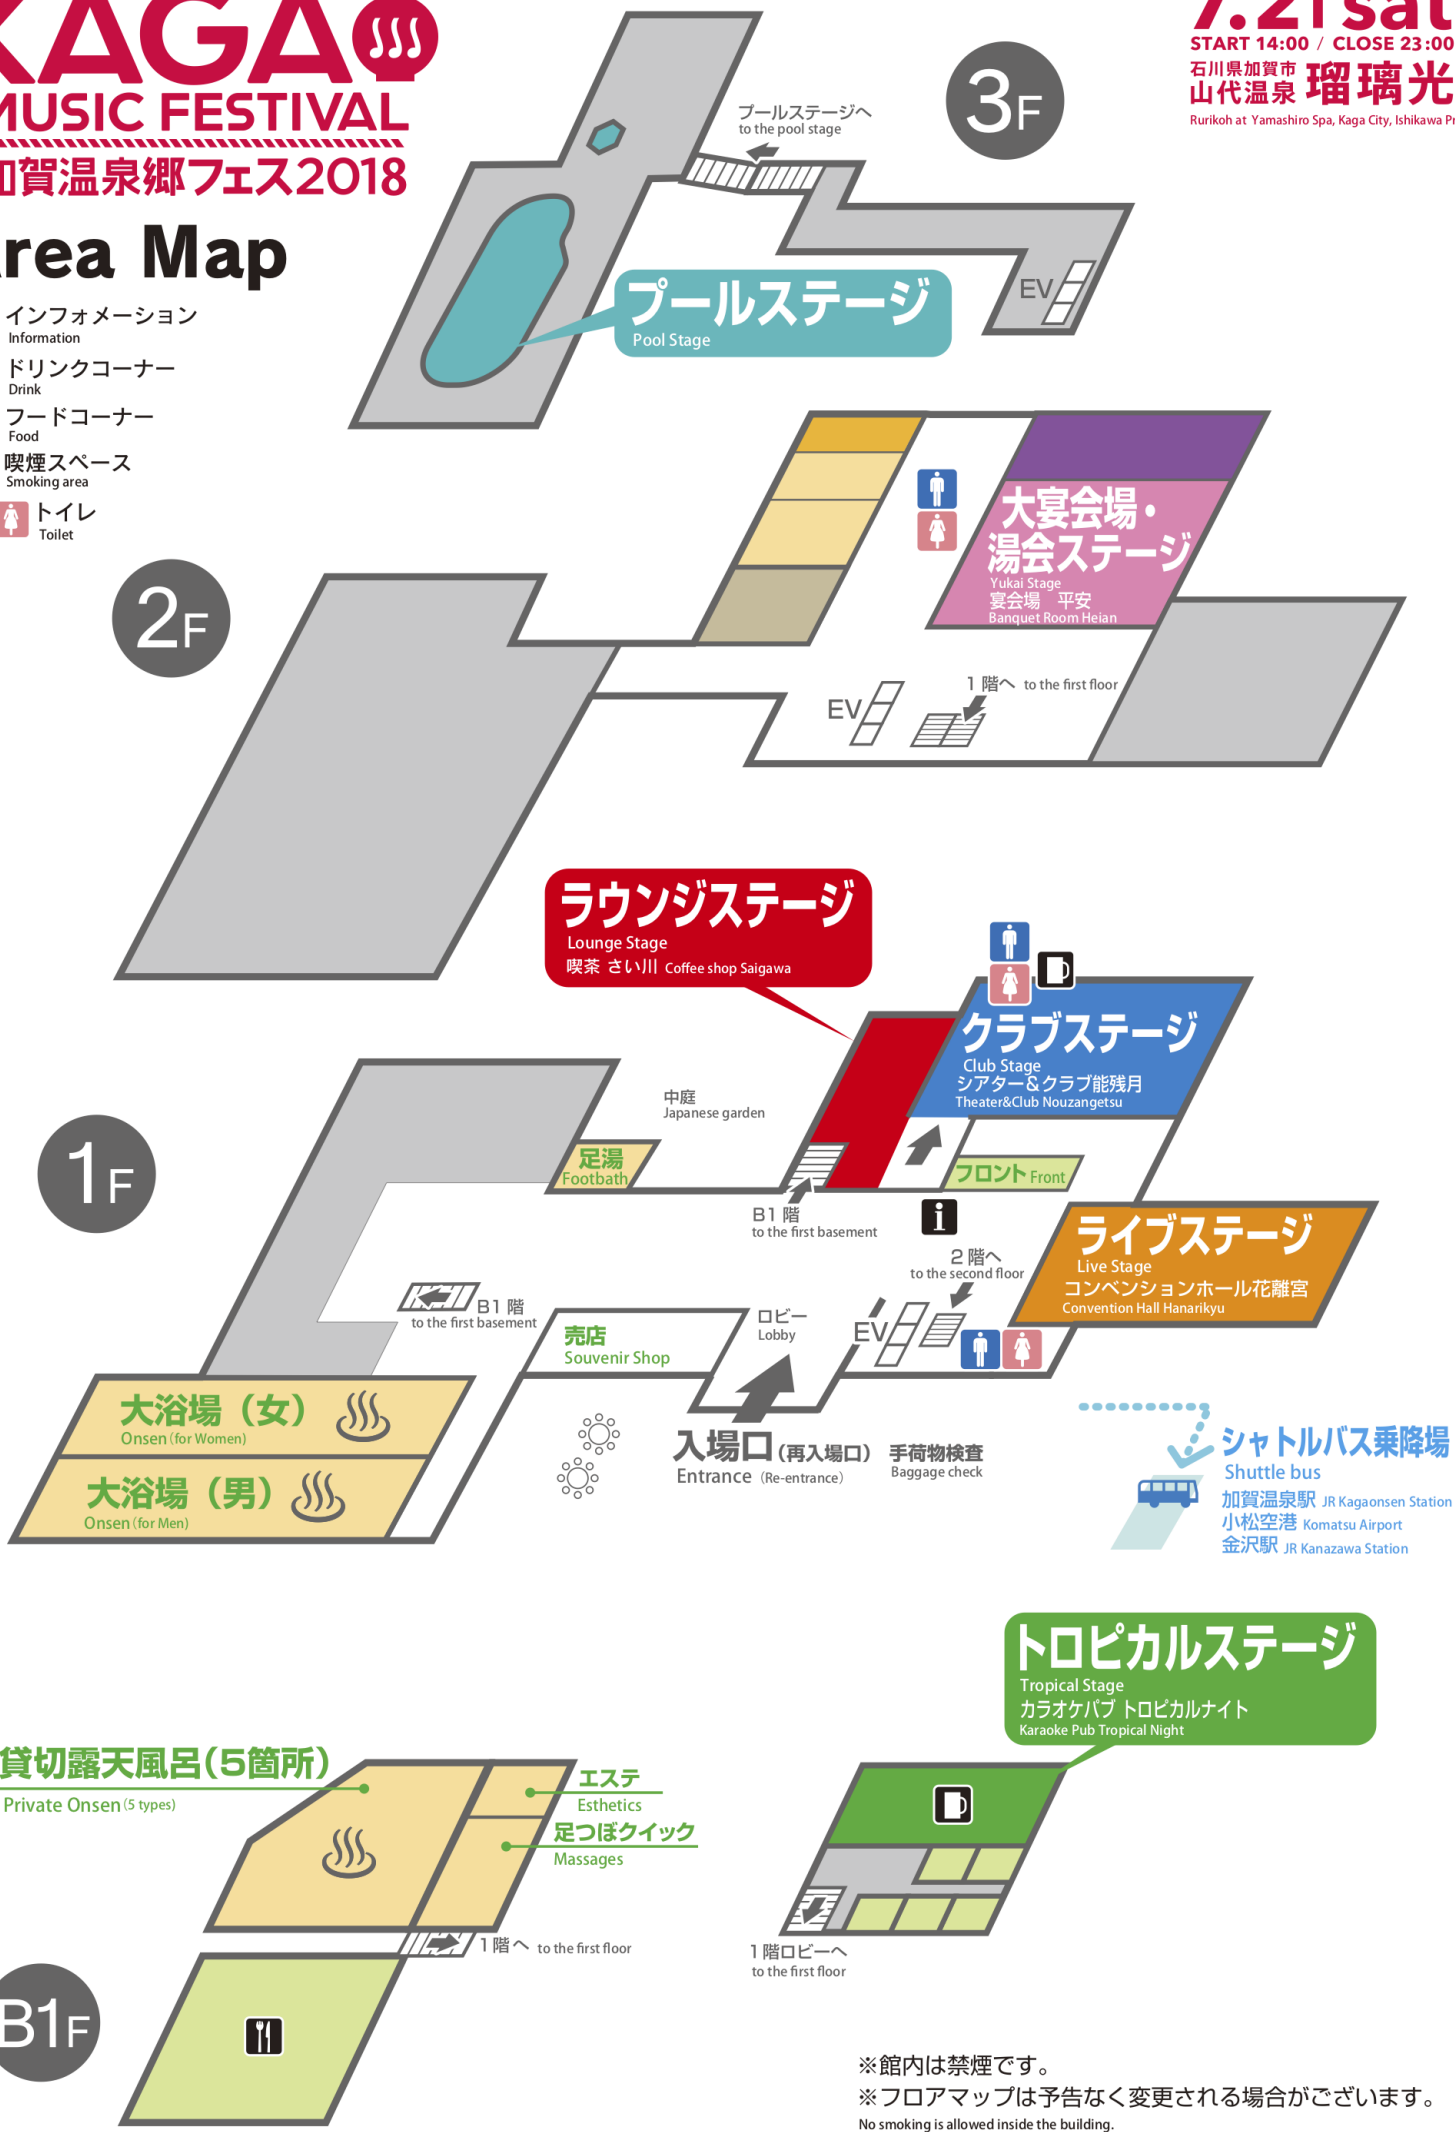 KAGA
MUSIC FESTIVAL
加賀温泉郷フェス2018
Area Map
7.21 sat
START 14:00 / CLOSE 23:00
石川県加賀市
山代温泉 瑠璃光
Rurikoh at Yamashiro Spa, Kaga City, Ishikawa
インフォメーション
Information
ドリンクコーナー
Drink
フードコーナー
Food
喫煙スペース
Smoking area
トイレ
Toilet
3F
プールステージへ
to the pool stage
EV
プールステージ
Pool Stage
2F
大宴会場・
湯会ステージ
Yukai Stage
宴会場 平安
Banquet Room Heian
1階へ to the first floor
EV
ラウンジステージ
Lounge Stage
喫茶 さい川 Coffee shop Saigawa
クラブステージ
Club Stage
シアター&クラブ能残月
Theater&Club Nouzangetsu
1F
中庭
Japanese garden
足湯
Footbath
フロント Front
B1階
to the first basement
i
2階へ
to the second floor
ライブステージ
Live Stage
コンベンションホール花離宮
Convention Hall Hanarikyu
B1階
to the first basement
売店
Souvenir Shop
ロビー
Lobby
EV
大浴場（女）
Onsen (for Women)
大浴場（男）
Onsen (for Men)
入場口（再入場口）
Entrance (Re-entrance)
手荷物検査
Baggage check
シャトルバス乗降場
Shuttle bus
加賀温泉駅 JR Kagaonsen Station
小松空港 Komatsu Airport
金沢駅 JR Kanazawa Station
トロピカルステージ
Tropical Stage
カラオケパブ トロピカルナイト
Karaoke Pub Tropical Night
貸切露天風呂（5箇所）
Private Onsen (5 types)
エステ
Esthetics
足つぼクイック
Massages
1階へ to the first floor
1階ロビーへ
to the first floor
B1F
※館内は禁煙です。
※フロアマップは予告なく変更される場合がございます。
No smoking is allowed inside the building.